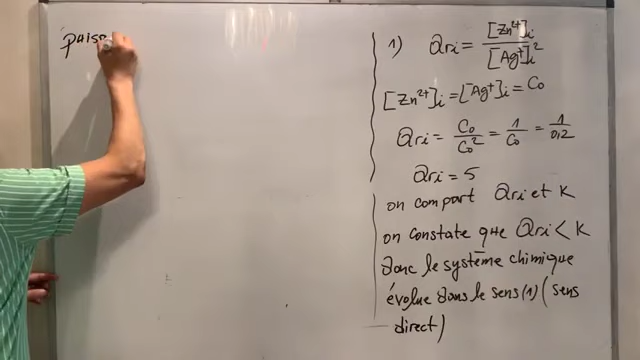 puisq
1) Qri = [Zn²⁺]i / [Ag⁺]i²
[Zn²⁺]i = [Ag⁺]i = C0
Qri = C0 / C0² = 1 / C0 = 1 / 0,2
Qri = 5
on compart Qri et K
on constate que Qri < K
donc le système chimique
évolue dans le sens (1) ( sens
direct)